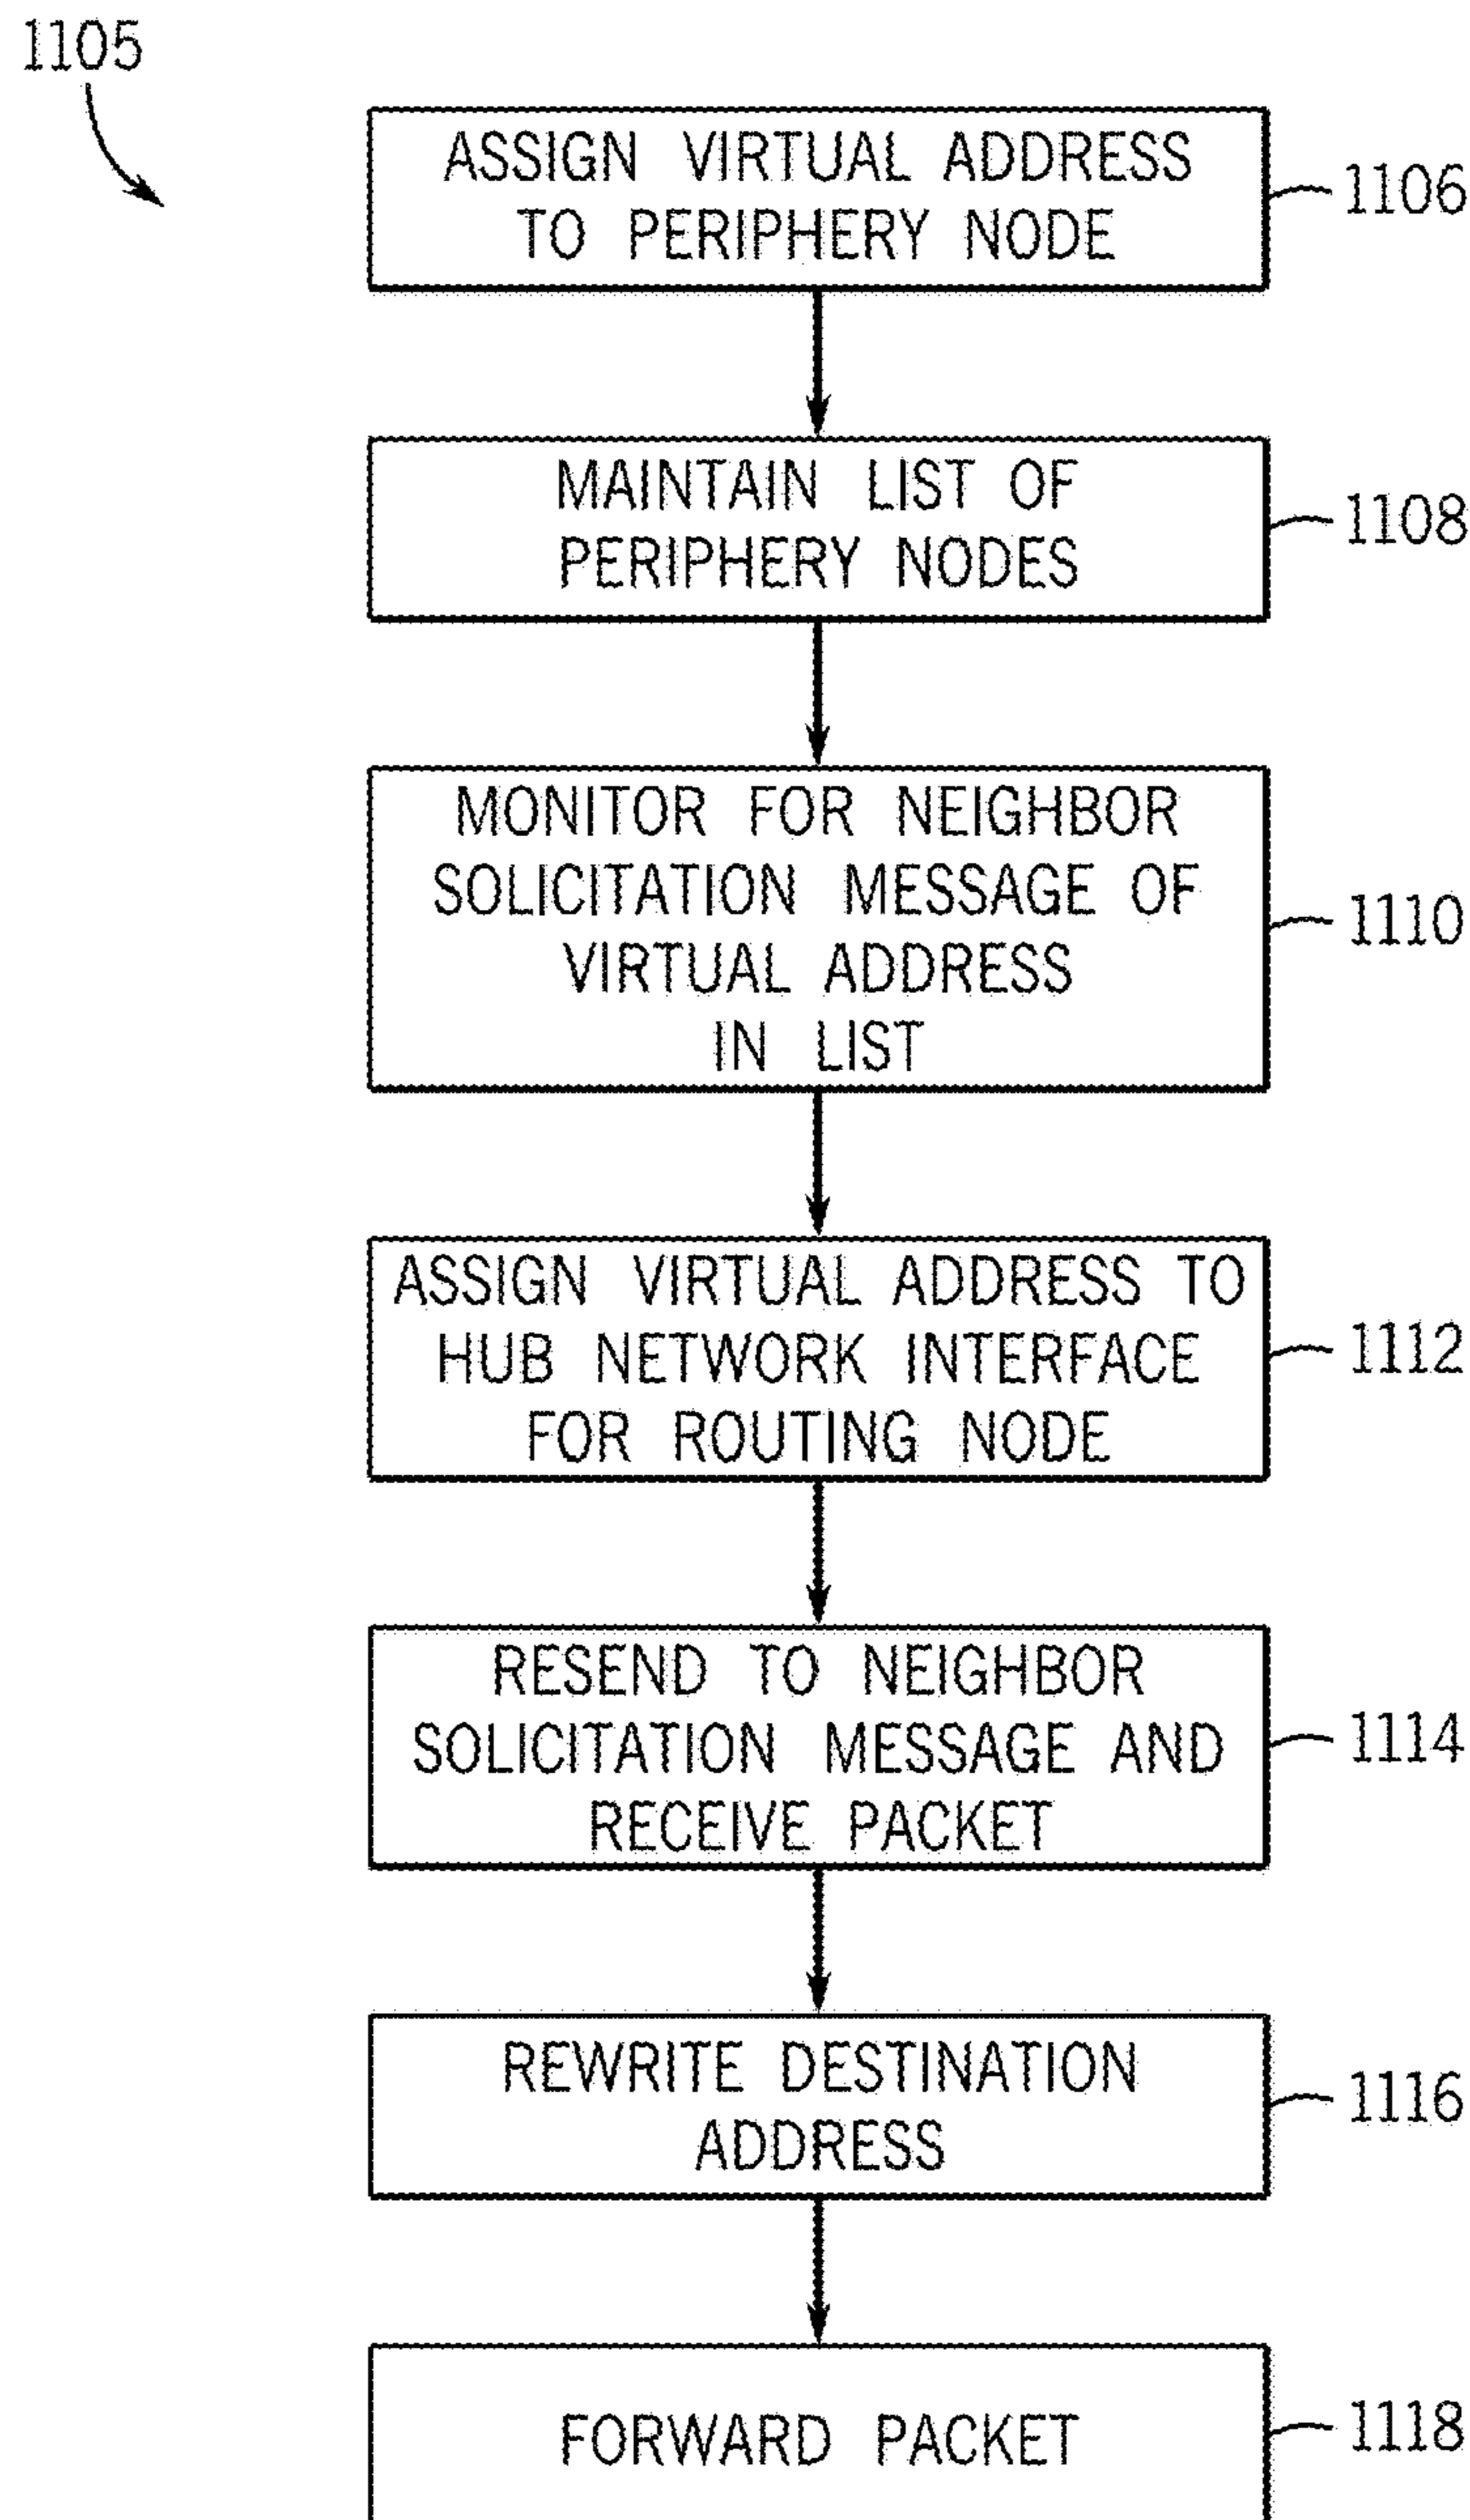 1105
ASSIGN VIRTUAL ADDRESS
TO PERIPHERY NODE
1106
MAINTAIN LIST OF
PERIPHERY NODES
1108
MONITOR FOR NEIGHBOR
SOLICITATION MESSAGE OF
VIRTUAL ADDRESS
IN LIST
1110
ASSIGN VIRTUAL ADDRESS TO
HUB NETWORK INTERFACE
FOR ROUTING NODE
1112
RESEND TO NEIGHBOR
SOLICITATION MESSAGE AND
RECEIVE PACKET
1114
REWRITE DESTINATION
ADDRESS
1116
FORWARD PACKET
1118